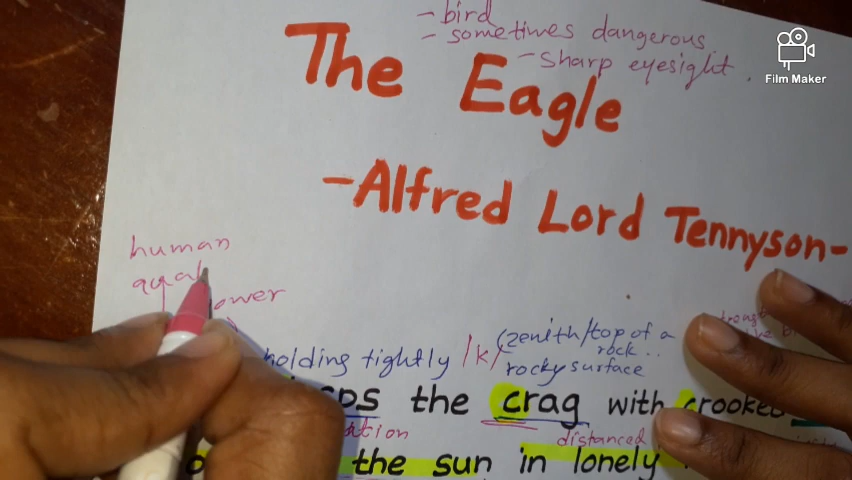 - bird
- sometimes dangerous
- sharp eyesight.
Film Maker
The Eagle
-Alfred Lord Tennyson-
human
holding tightly /k/ (zenith/top of a
rock..
rocky surface
the crag with crooked
distanced
the sun in lonely